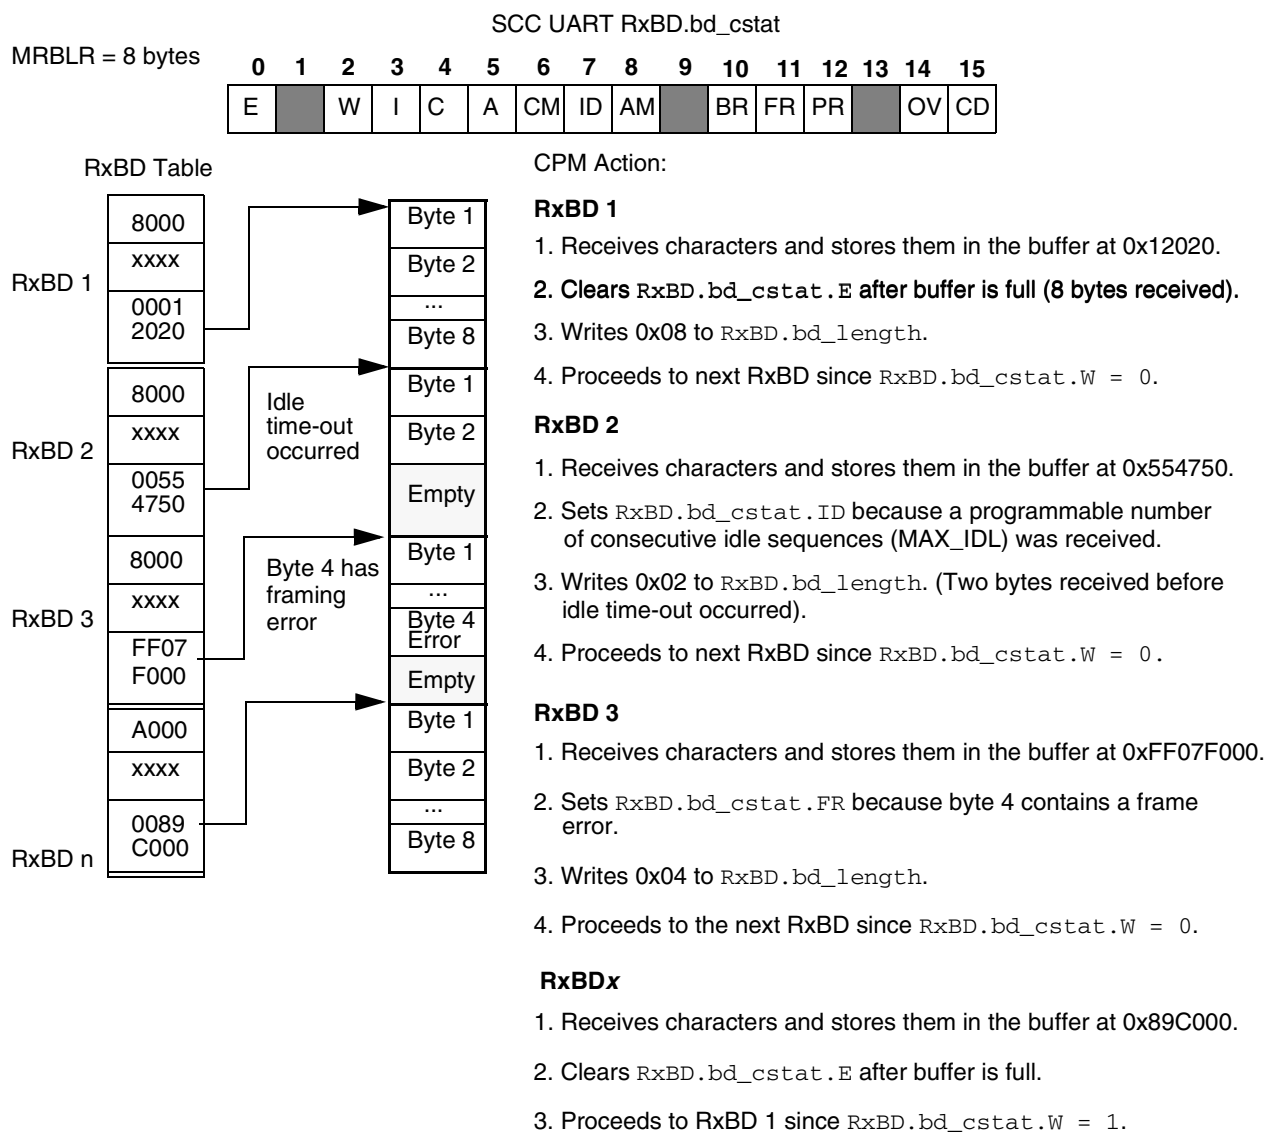 SCC UART RxBD.bd_cstat
MRBLR = 8 bytes
0 1 2 3 4 5 6 7 8 9 10 11 12 13 14 15
E W I C A CM ID AM BR FR PR OV CD
RxBD Table
8000
xxxx
RxBD 1
0001
2020
8000
xxxx
RxBD 2
0055
4750
8000
xxxx
RxBD 3
FF07
F000
A000
xxxx
0089
C000
RxBD n
Idle
time-out
occurred
Byte 4 has
framing
error
Byte 1
Byte 2
...
Byte 8
Byte 1
Byte 2
Empty
Byte 1
...
Byte 4
Error
Empty
Byte 1
Byte 2
...
Byte 8
CPM Action:
RxBD 1
1. Receives characters and stores them in the buffer at 0x12020.
2. Clears RxBD.bd_cstat.E after buffer is full (8 bytes received).
3. Writes 0x08 to RxBD.bd_length.
4. Proceeds to next RxBD since RxBD.bd_cstat.W = 0.
RxBD 2
1. Receives characters and stores them in the buffer at 0x554750.
2. Sets RxBD.bd_cstat.ID because a programmable number
of consecutive idle sequences (MAX_IDL) was received.
3. Writes 0x02 to RxBD.bd_length. (Two bytes received before
idle time-out occurred).
4. Proceeds to next RxBD since RxBD.bd_cstat.W = 0.
RxBD 3
1. Receives characters and stores them in the buffer at 0xFF07F000.
2. Sets RxBD.bd_cstat.FR because byte 4 contains a frame
error.
3. Writes 0x04 to RxBD.bd_length.
4. Proceeds to the next RxBD since RxBD.bd_cstat.W = 0.
RxBDx
1. Receives characters and stores them in the buffer at 0x89C000.
2. Clears RxBD.bd_cstat.E after buffer is full.
3. Proceeds to RxBD 1 since RxBD.bd_cstat.W = 1.